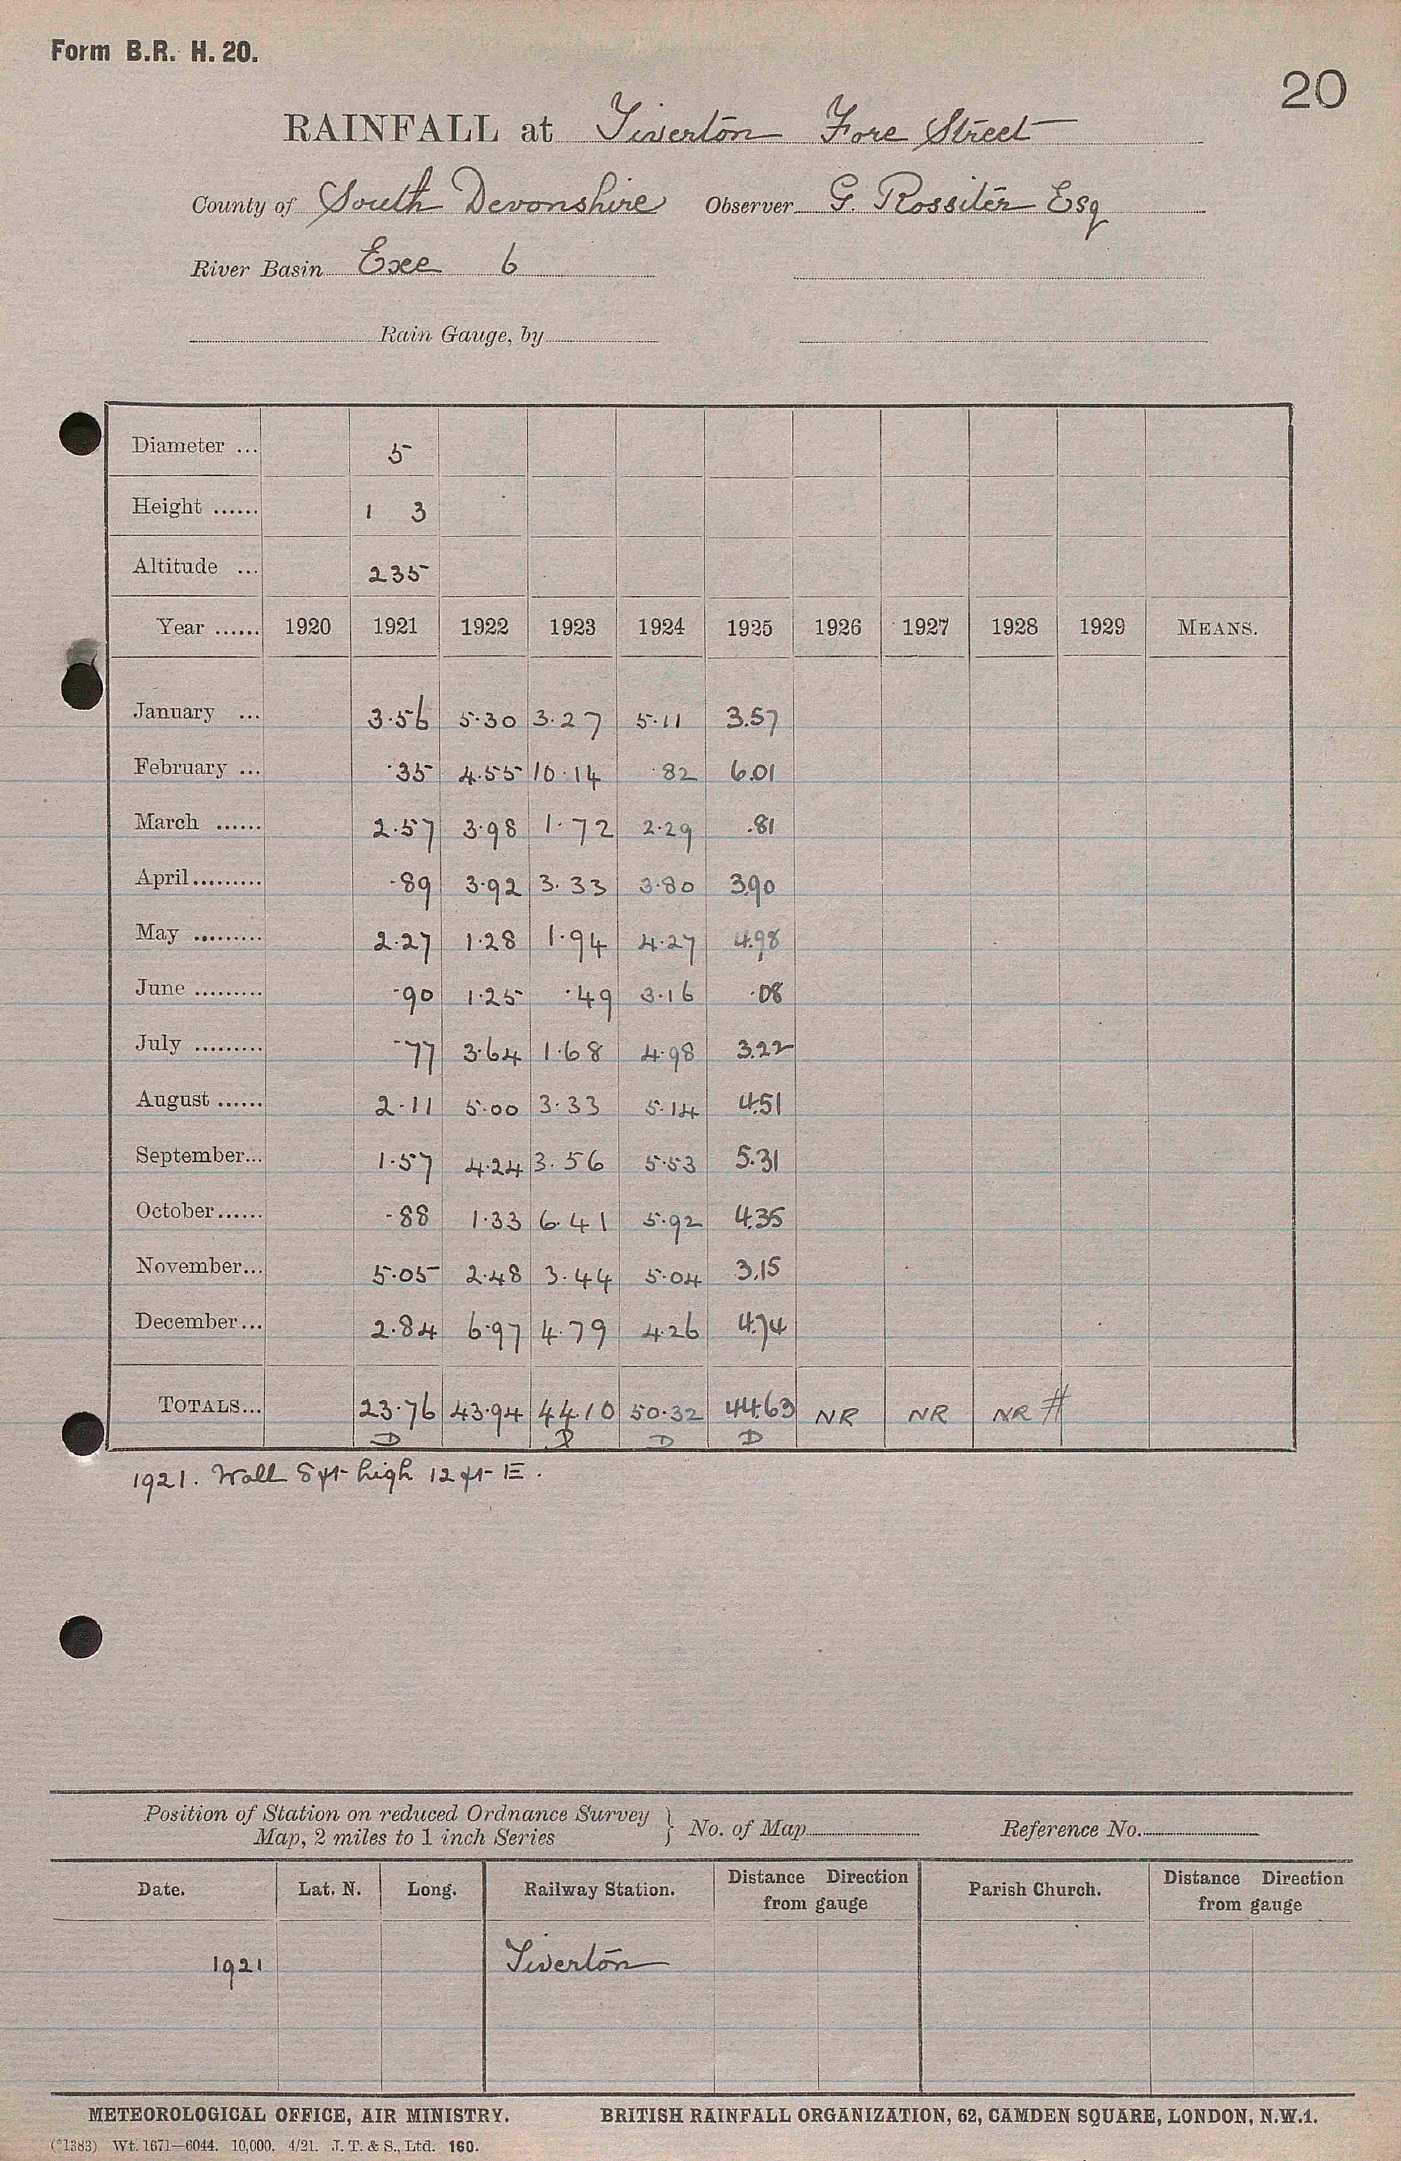 Form B.R. H. 20.
20
RAINFALL at Tiverton Fore Street
County of South Devonshire Observer G. Rossiter Esq
River Basin Exe 6
Rain Gauge, by
Diameter ... 5
Height ...... 1 3
Altitude ... 235
Year ...... 1920 1921 1922 1923 1924 1925 1926 1927 1928 1929 MEANS.
January ... 3.56 5.30 3.27 5.11 3.57
February ... .35 4.55 10.14 .82 6.01
March ...... 2.57 3.98 1.72 2.29 .81
April......... .89 3.92 3.33 3.80 3.90
May ......... 2.27 1.28 1.94 4.27 4.98
June ......... .90 1.25 .49 3.16 .08
July ......... .77 3.64 1.68 4.98 3.22
August ...... 2.11 5.00 3.33 5.14 4.51
September... 1.57 4.24 3.56 5.53 5.31
October...... .88 1.33 6.41 5.92 4.35
November... 5.05 2.48 3.44 5.04 3.15
December... 2.84 6.97 4.79 4.26 4.74
TOTALS... 23.76 43.94 44.10 50.32 44.63 NR NR NR #
D D D D
1921. Wall 8 ft high 12 ft E.
Position of Station on reduced Ordnance Survey
Map, 2 miles to 1 inch Series } No. of Map Reference No.
Date. Lat. N. Long. Railway Station. Distance Direction from gauge Parish Church. Distance Direction from gauge
1921 Tiverton
METEOROLOGICAL OFFICE, AIR MINISTRY. BRITISH RAINFALL ORGANIZATION, 62, CAMDEN SQUARE, LONDON, N.W.1.
(*1383) Wt. 1671—6044. 10,000. 4/21. J. T. & S., Ltd. 160.